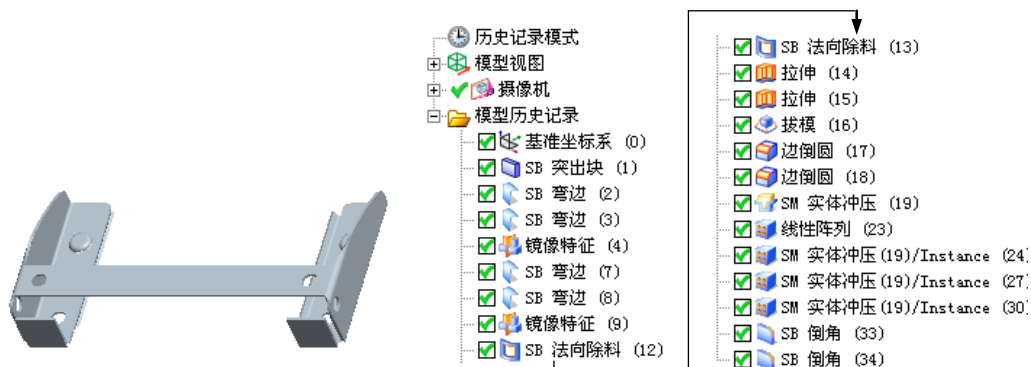 历史记录模式
模型视图
摄像机
模型历史记录
基准坐标系 (0)
SB 突出块 (1)
SB 弯边 (2)
SB 弯边 (3)
镜像特征 (4)
SB 弯边 (7)
SB 弯边 (8)
镜像特征 (9)
SB 法向除料 (12)
SB 法向除料 (13)
拉伸 (14)
拉伸 (15)
拔模 (16)
边倒圆 (17)
边倒圆 (18)
SM 实体冲压 (19)
线性阵列 (23)
SM 实体冲压(19)/Instance (24)
SM 实体冲压(19)/Instance (27)
SM 实体冲压(19)/Instance (30)
SB 倒角 (33)
SB 倒角 (34)